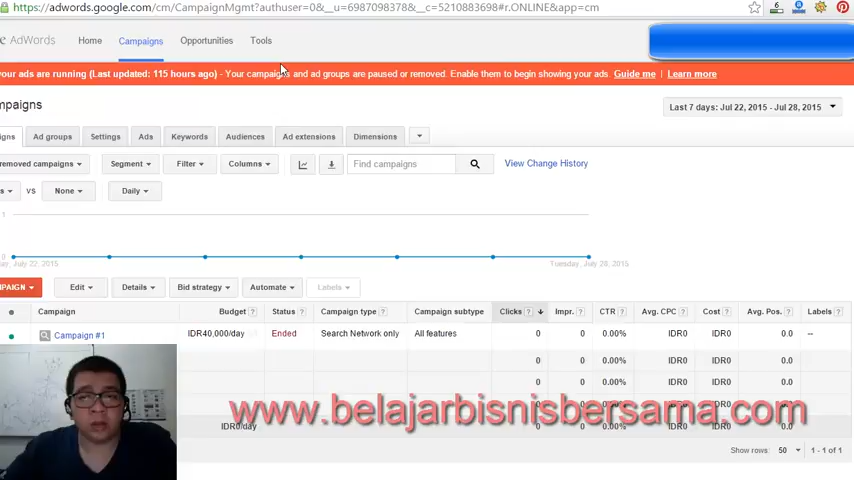 https://adwords.google.com/cm/CampaignMgmt?authuser=0&__u=6987098378&__c=5210883698#r.ONLINE&app=cm
6
AdWords
Home
Campaigns
Opportunities
Tools
your ads are running (Last updated: 115 hours ago) - Your campaigns and ad groups are paused or removed. Enable them to begin showing your ads. Guide me | Learn more
mpaigns
Last 7 days: Jul 22, 2015 - Jul 28, 2015
igns
Ad groups
Settings
Ads
Keywords
Audiences
Ad extensions
Dimensions
removed campaigns
Segment
Filter
Columns
Find campaigns
View Change History
s
VS
None
Daily
1
0
day, July 22, 2015
Tuesday, July 28, 2015
PAIGN
Edit
Details
Bid strategy
Automate
Labels
Campaign Budget ? Status ? Campaign type ? Campaign subtype Clicks ? Impr. ? CTR ? Avg. CPC ? Cost ? Avg. Pos. ? Labels ?
Campaign #1 IDR40,000/day Ended Search Network only All features 0 0 0.00% IDR0 IDR0 0.0 --
0 0 0.00% IDR0 IDR0 0.0
0 0 0.00% IDR0 IDR0 0.0
www.belajarbisnisbersama.com
IDR0/day 0 0 0.00% IDR0 IDR0 0.0
Show rows: 50 1 - 1 of 1